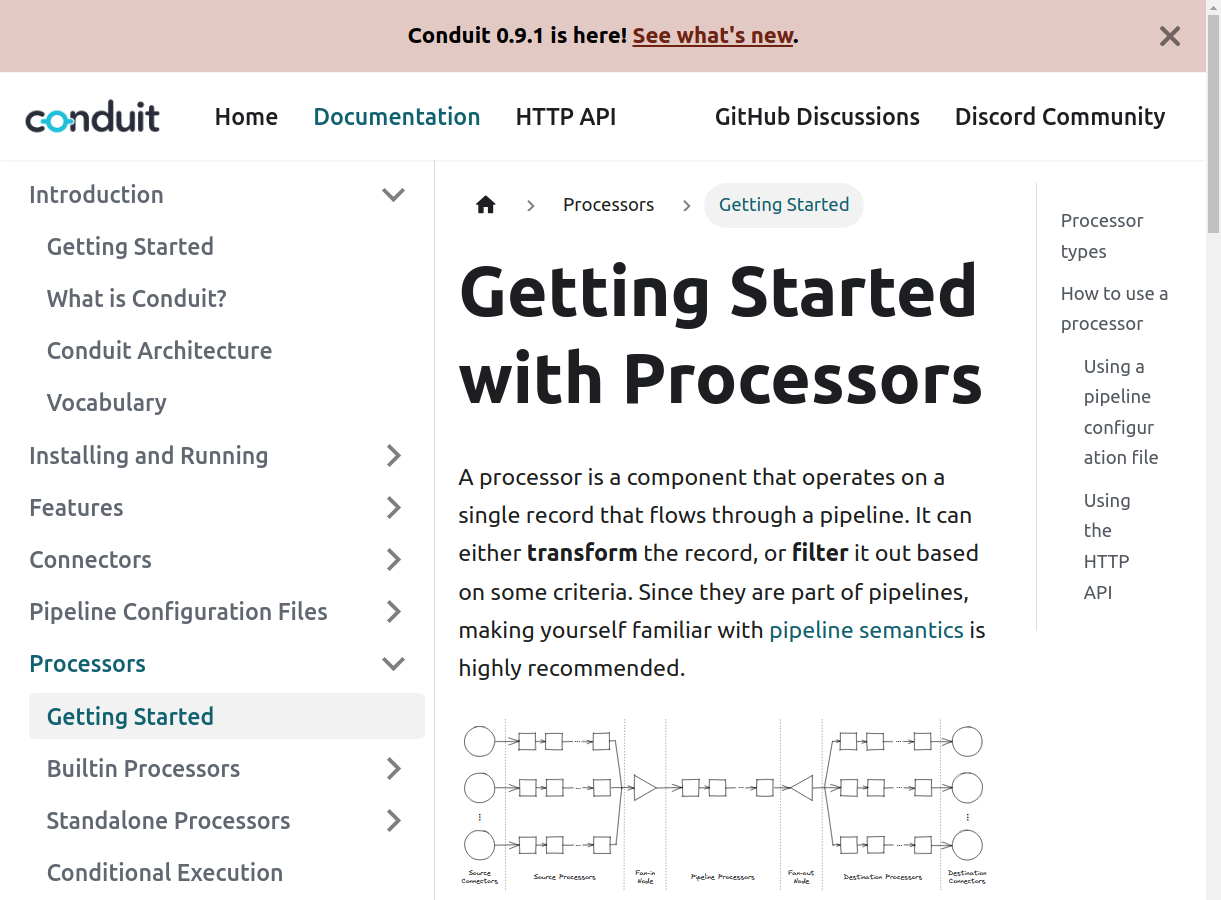 Conduit 0.9.1 is here! See what's new.
conduit
Home
Documentation
HTTP API
GitHub Discussions
Discord Community
Introduction
Getting Started
What is Conduit?
Conduit Architecture
Vocabulary
Installing and Running
Features
Connectors
Pipeline Configuration Files
Processors
Getting Started
Builtin Processors
Standalone Processors
Conditional Execution
Processors
Getting Started
Getting Started
with Processors
A processor is a component that operates on a
single record that flows through a pipeline. It can
either transform the record, or filter it out based
on some criteria. Since they are part of pipelines,
making yourself familiar with pipeline semantics is
highly recommended.
Source
Connectors
Source Processors
Fan-in
Node
Pipeline Processors
Fan-out
Node
Destination Processors
Destination
Connectors
Processor
types
How to use a
processor
Using a
pipeline
configur
ation file
Using
the
HTTP
API